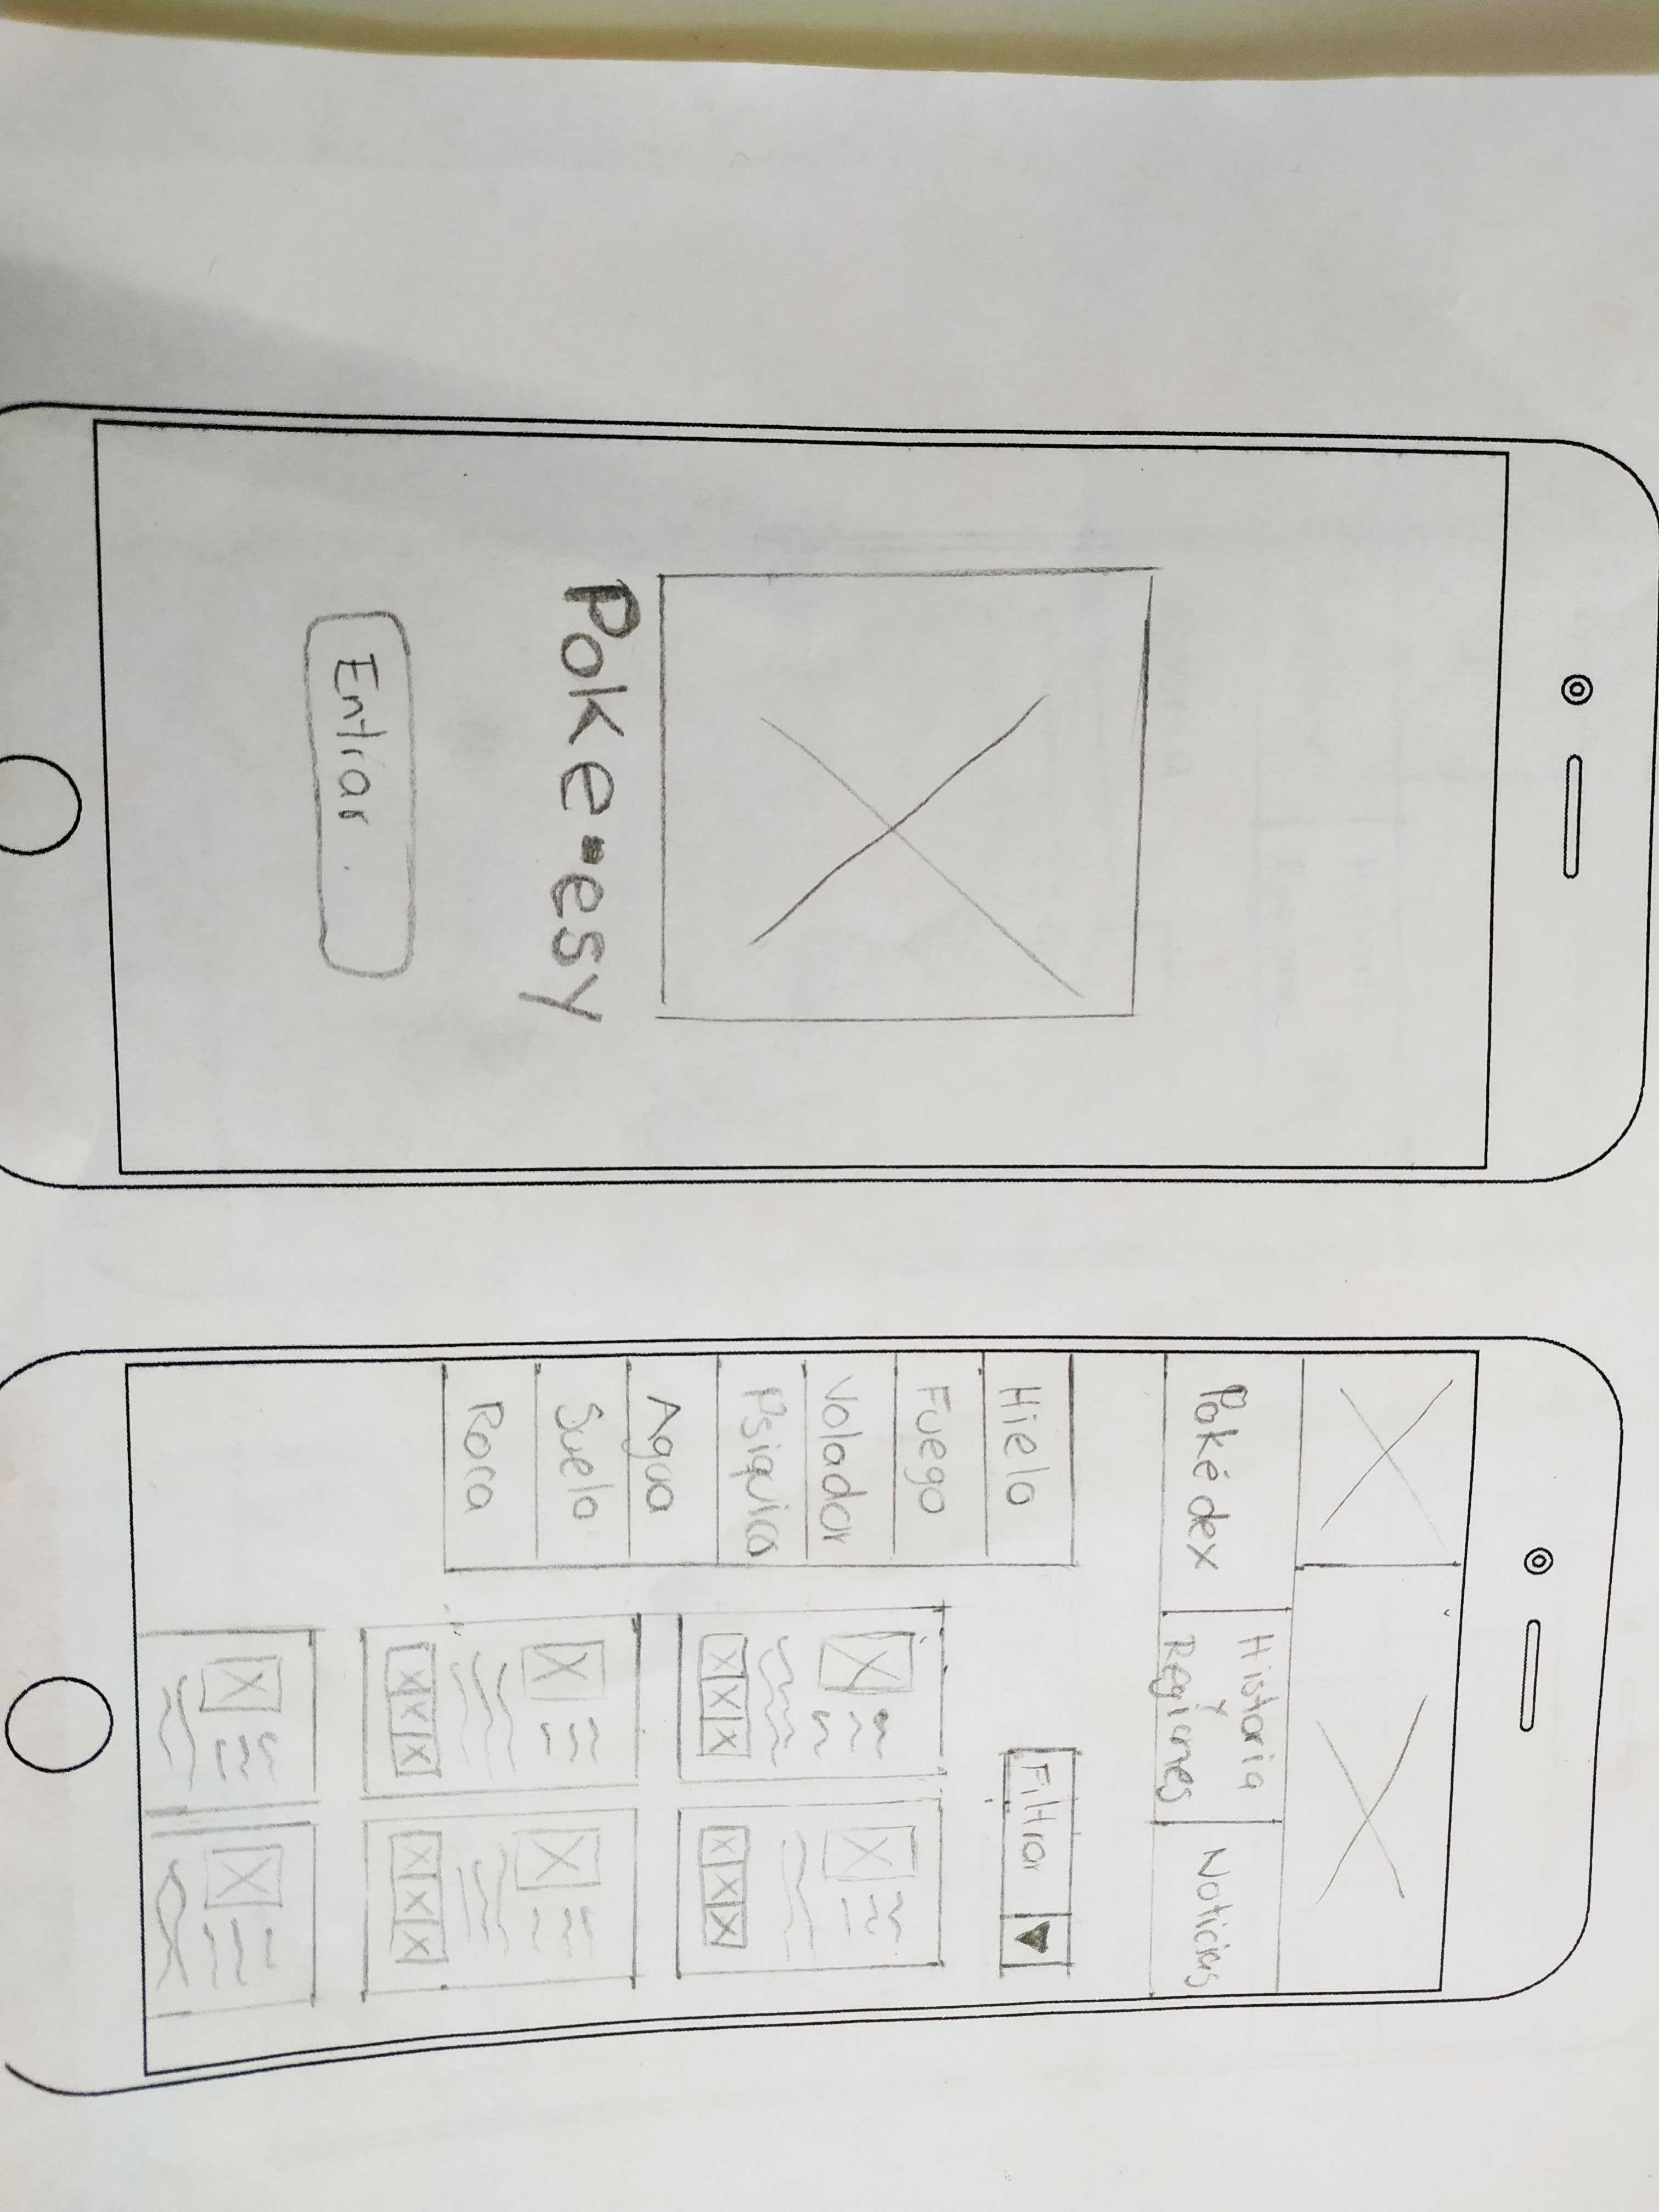 Poke-esy
Entrar
Pokédex
Historia
y
Regiones
Noticias
Filtrar
Hielo
Fuego
Volador
Psiquico
Agua
Suelo
Roca